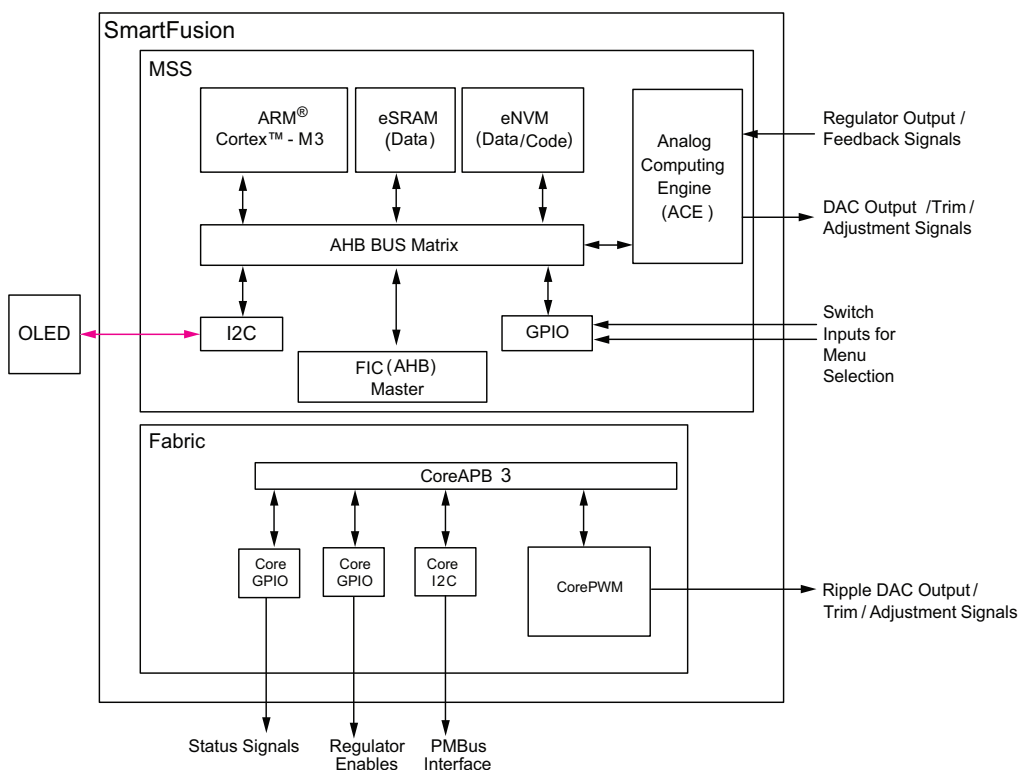 SmartFusion
MSS
ARM®
Cortex™ - M3
eSRAM
(Data)
eNVM
(Data/Code)
Analog
Computing
Engine
(ACE )
Regulator Output /
Feedback Signals
DAC Output /Trim /
Adjustment Signals
AHB BUS Matrix
OLED
I2C
GPIO
Switch
Inputs for
Menu
Selection
FIC (AHB)
Master
Fabric
CoreAPB 3
Core
GPIO
Core
GPIO
Core
I2C
CorePWM
Ripple DAC Output /
Trim / Adjustment Signals
Status Signals
Regulator
Enables
PMBus
Interface